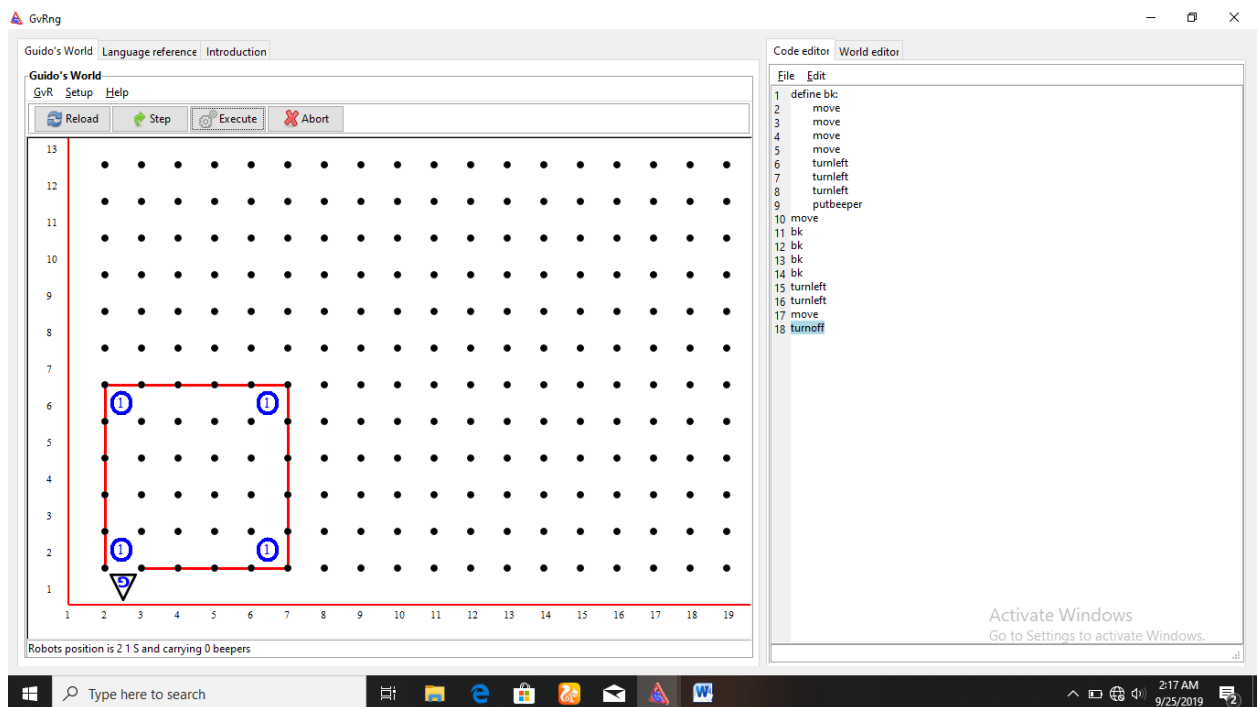 GvRng
Guido's World Language reference Introduction
Guido's World
GvR Setup Help
Reload Step Execute Abort
13
12
11
10
9
8
7
6
5
4
3
2
1
1 1
1 1
G
1 2 3 4 5 6 7 8 9 10 11 12 13 14 15 16 17 18 19
Robots position is 2 1 S and carrying 0 beepers
Code editor World editor
File Edit
1 define bk:
2 move
3 move
4 move
5 move
6 turnleft
7 turnleft
8 turnleft
9 putbeeper
10 move
11 bk
12 bk
13 bk
14 bk
15 turnleft
16 turnleft
17 move
18 turnoff
Activate Windows
Go to Settings to activate Windows.
Type here to search
2:17 AM
9/25/2019
2